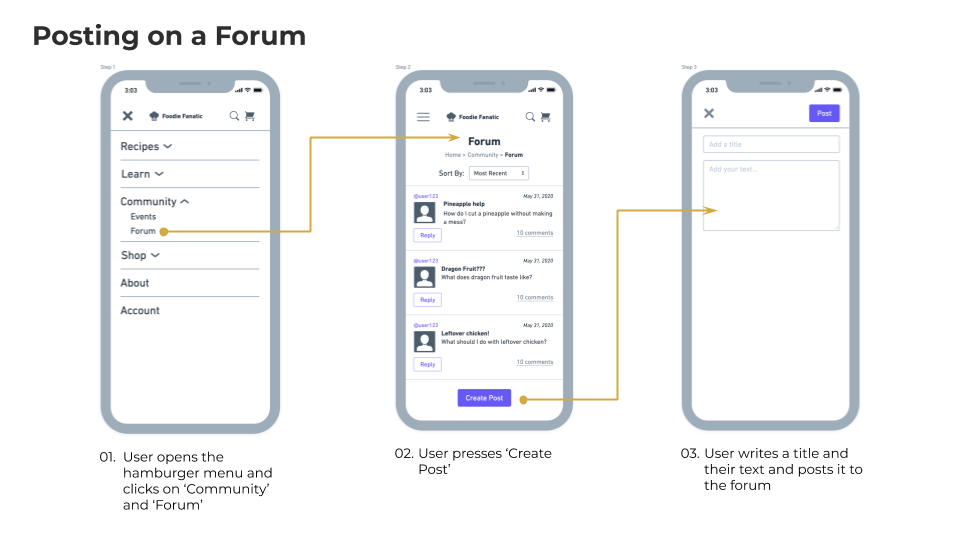 Posting on a Forum
Step 1
3:03
Foodie Fanatic
Recipes
Learn
Community
Events
Forum
Shop
About
Account
01. User opens the
hamburger menu and
clicks on ‘Community’
and ‘Forum’
Step 2
3:03
Foodie Fanatic
Forum
Home > Community > Forum
Sort By: Most Recent
@user123 May 31, 2020
Pineapple help
How do I cut a pineapple without making
a mess?
Reply 10 comments
@user123 May 31, 2020
Dragon Fruit???
What does dragon fruit taste like?
Reply 10 comments
@user123 May 31, 2020
Leftover chicken!
What should I do with leftover chicken?
Reply 10 comments
Create Post
02. User presses ‘Create
Post’
Step 3
3:03
Post
Add a title
Add your text...
03. User writes a title and
their text and posts it to
the forum